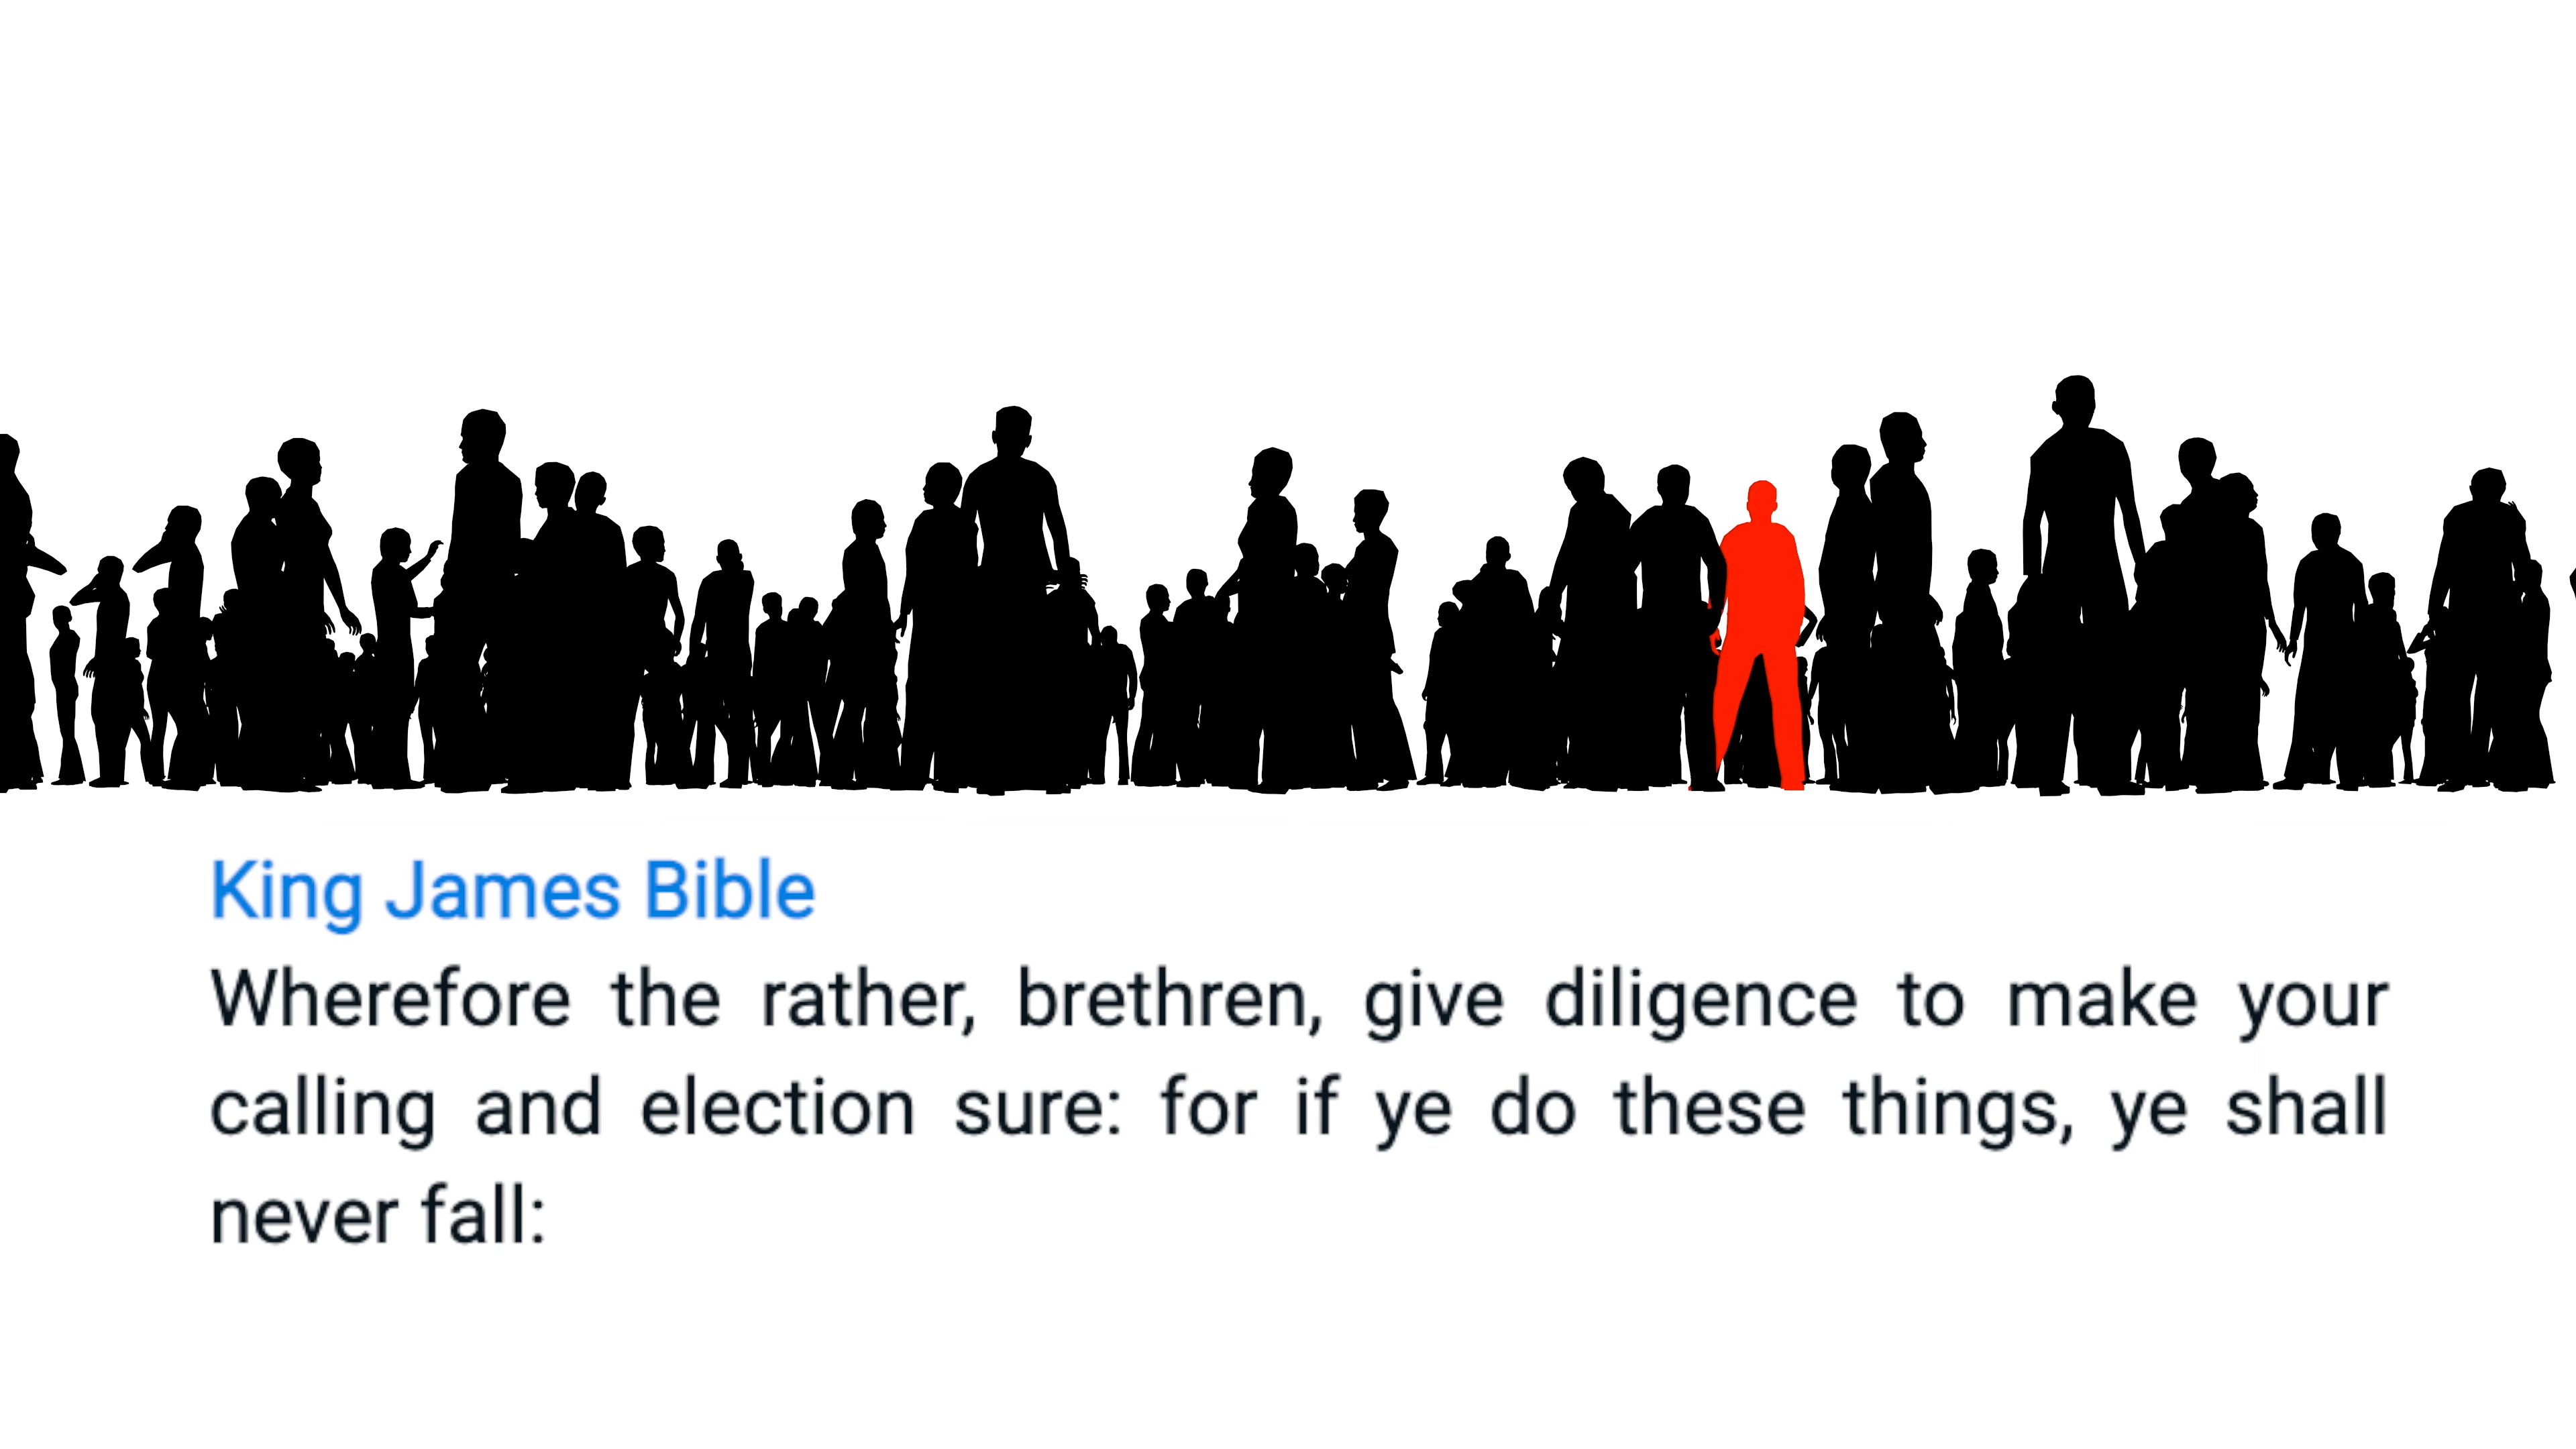 King James Bible
Wherefore the rather, brethren, give diligence to make your
calling and election sure: for if ye do these things, ye shall
never fall: